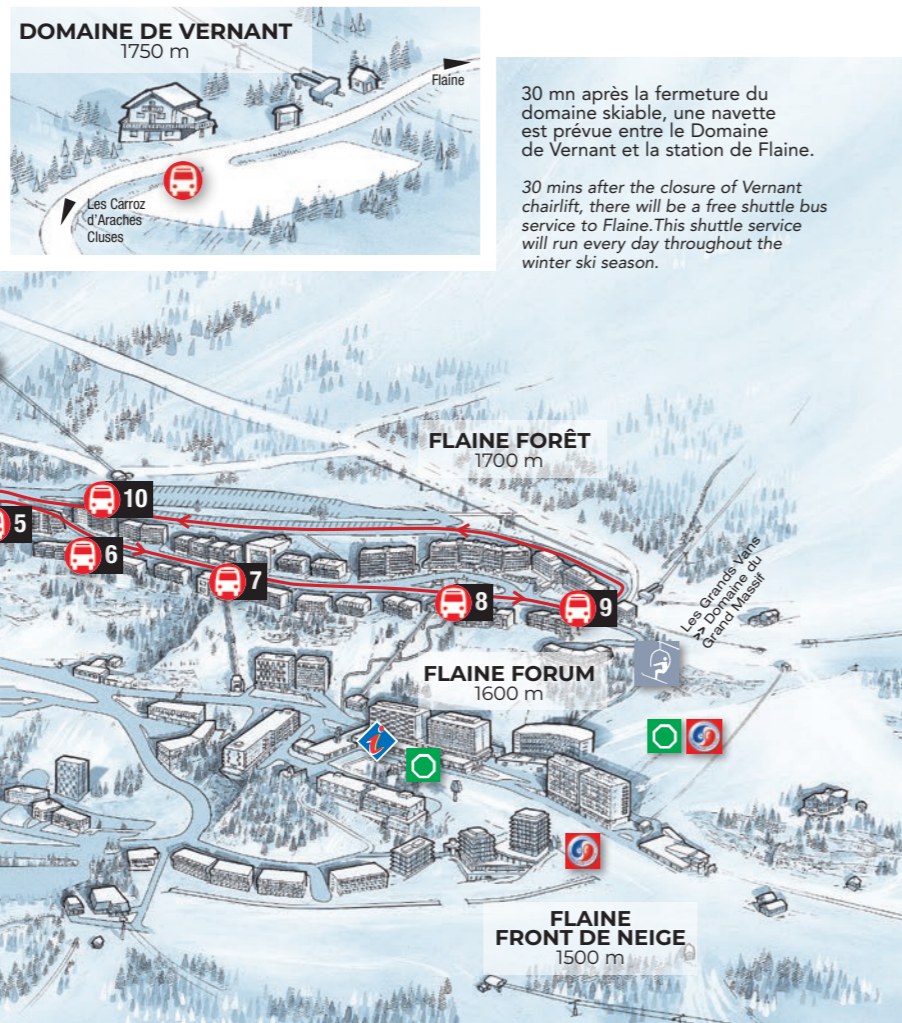 DOMAINE DE VERNANT
1750 m
Flaine
Les Carroz
d'Araches
Cluses
30 mn après la fermeture du
domaine skiable, une navette
est prévue entre le Domaine
de Vernant et la station de Flaine.
30 mins after the closure of Vernant
chairlift, there will be a free shuttle bus
service to Flaine.This shuttle service
will run every day throughout the
winter ski season.
FLAINE FORÊT
1700 m
10
5
6
7
8
9
Les Grands Vans
>> Domaine du
Grand Massif
FLAINE FORUM
1600 m
i
FLAINE
FRONT DE NEIGE
1500 m